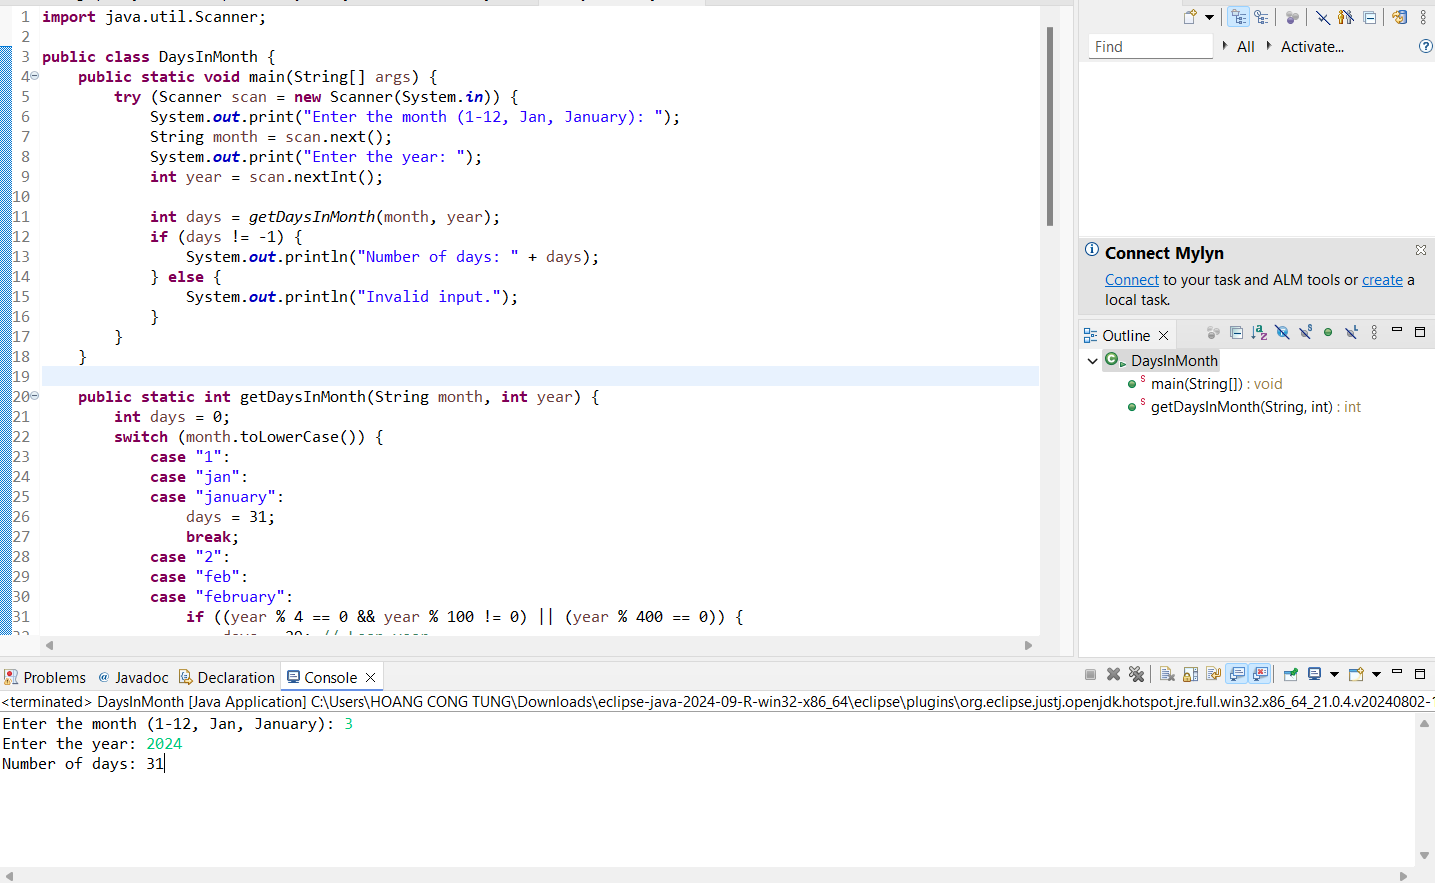 1 import java.util.Scanner;
2
3 public class DaysInMonth {
4 public static void main(String[] args) {
5 try (Scanner scan = new Scanner(System.in)) {
6 System.out.print("Enter the month (1-12, Jan, January): ");
7 String month = scan.next();
8 System.out.print("Enter the year: ");
9 int year = scan.nextInt();
10
11 int days = getDaysInMonth(month, year);
12 if (days != -1) {
13 System.out.println("Number of days: " + days);
14 } else {
15 System.out.println("Invalid input.");
16 }
17 }
18 }
19
20 public static int getDaysInMonth(String month, int year) {
21 int days = 0;
22 switch (month.toLowerCase()) {
23 case "1":
24 case "jan":
25 case "january":
26 days = 31;
27 break;
28 case "2":
29 case "feb":
30 case "february":
31 if ((year % 4 == 0 && year % 100 != 0) || (year % 400 == 0)) {
Find
All
Activate...
Connect Mylyn
Connect to your task and ALM tools or create a
local task.
Outline
DaysInMonth
main(String[]) : void
getDaysInMonth(String, int) : int
Problems @ Javadoc Declaration Console
<terminated> DaysInMonth [Java Application] C:\Users\HOANG CONG TUNG\Downloads\eclipse-java-2024-09-R-win32-x86_64\eclipse\plugins\org.eclipse.justj.openjdk.hotspot.jre.full.win32.x86_64_21.0.4.v20240802-1
Enter the month (1-12, Jan, January): 3
Enter the year: 2024
Number of days: 31